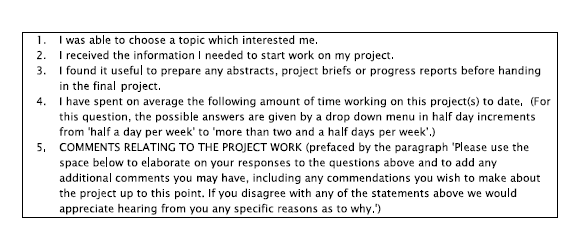 1. I was able to choose a topic which interested me.
2. I received the information I needed to start work on my project.
3. I found it useful to prepare any abstracts, project briefs or progress reports before handing
in the final project.
4. I have spent on average the following amount of time working on this project(s) to date, (For
this question, the possible answers are given by a drop down menu in half day increments
from 'half a day per week' to 'more than two and a half days per week'.)
5, COMMENTS RELATING TO THE PROJECT WORK (prefaced by the paragraph 'Please use the
space below to elaborate on your responses to the questions above and to add any
additional comments you may have, including any commendations you wish to make about
the project up to this point. If you disagree with any of the statements above we would
appreciate hearing from you any specific reasons as to why.')